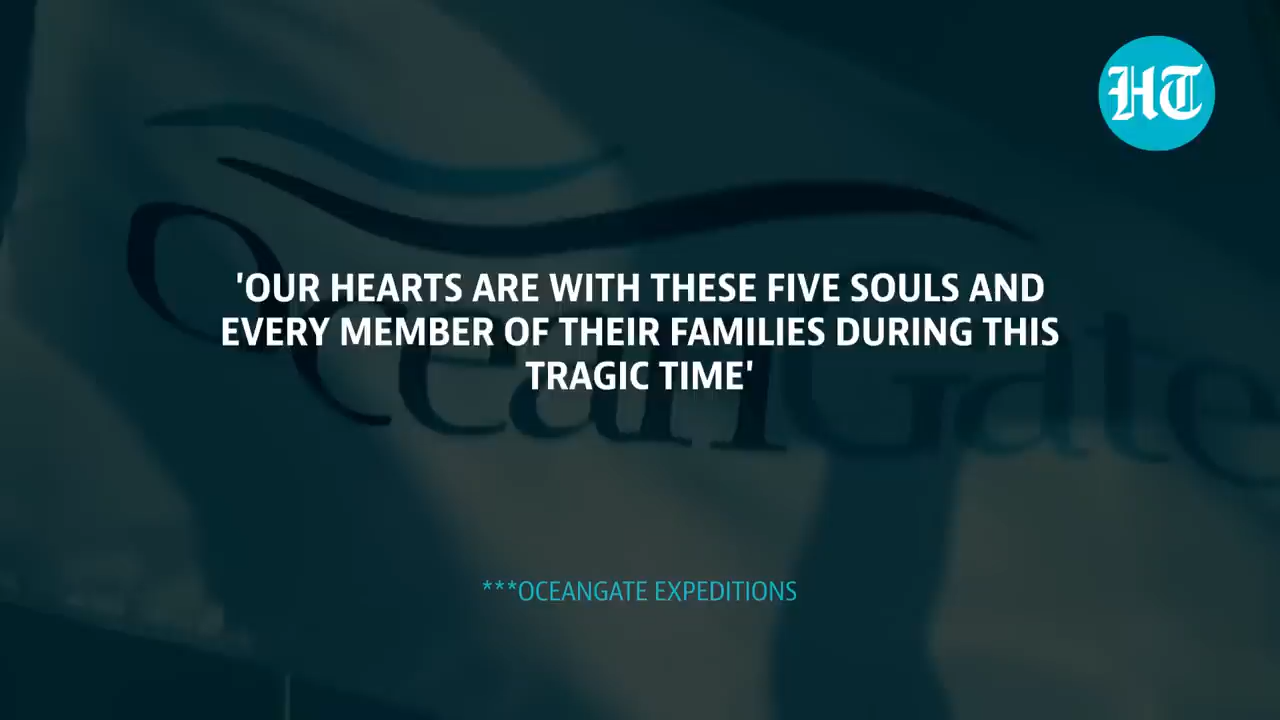 HT
OceanGate
'OUR HEARTS ARE WITH THESE FIVE SOULS AND
EVERY MEMBER OF THEIR FAMILIES DURING THIS
TRAGIC TIME'
***OCEANGATE EXPEDITIONS